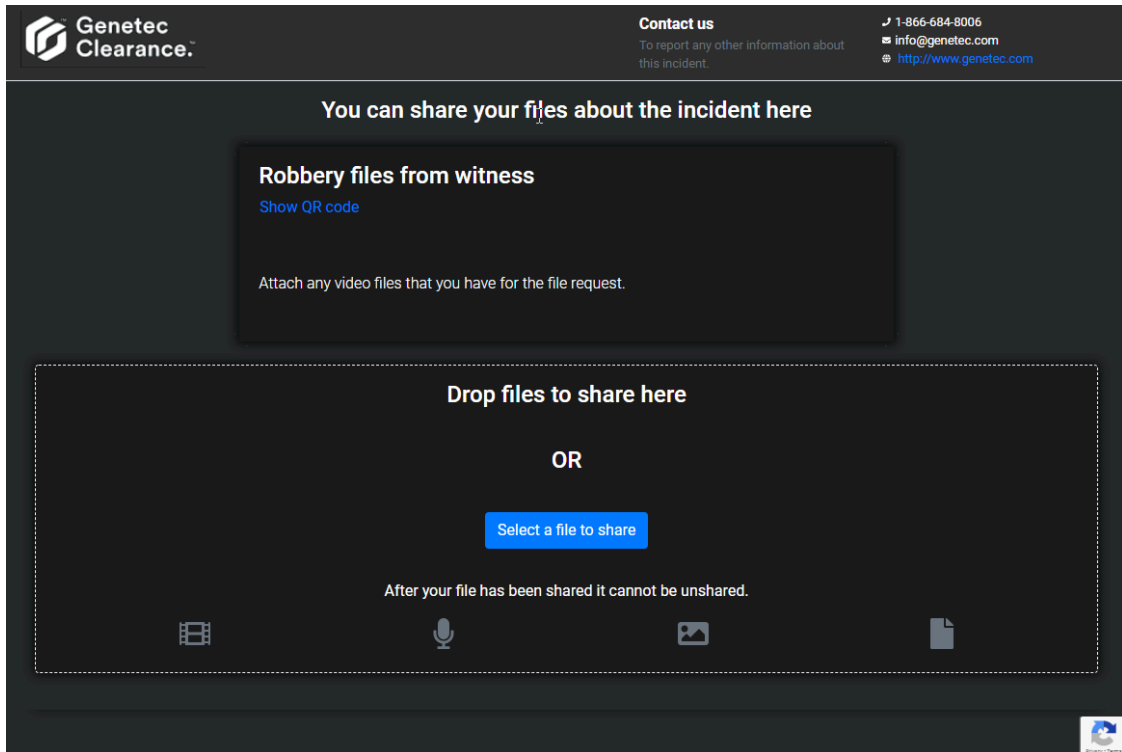 Genetec
Clearance.™
Contact us
To report any other information about
this incident.
1-866-684-8006
info@genetec.com
http://www.genetec.com
You can share your files about the incident here
Robbery files from witness
Show QR code
Attach any video files that you have for the file request.
Drop files to share here
OR
Select a file to share
After your file has been shared it cannot be unshared.